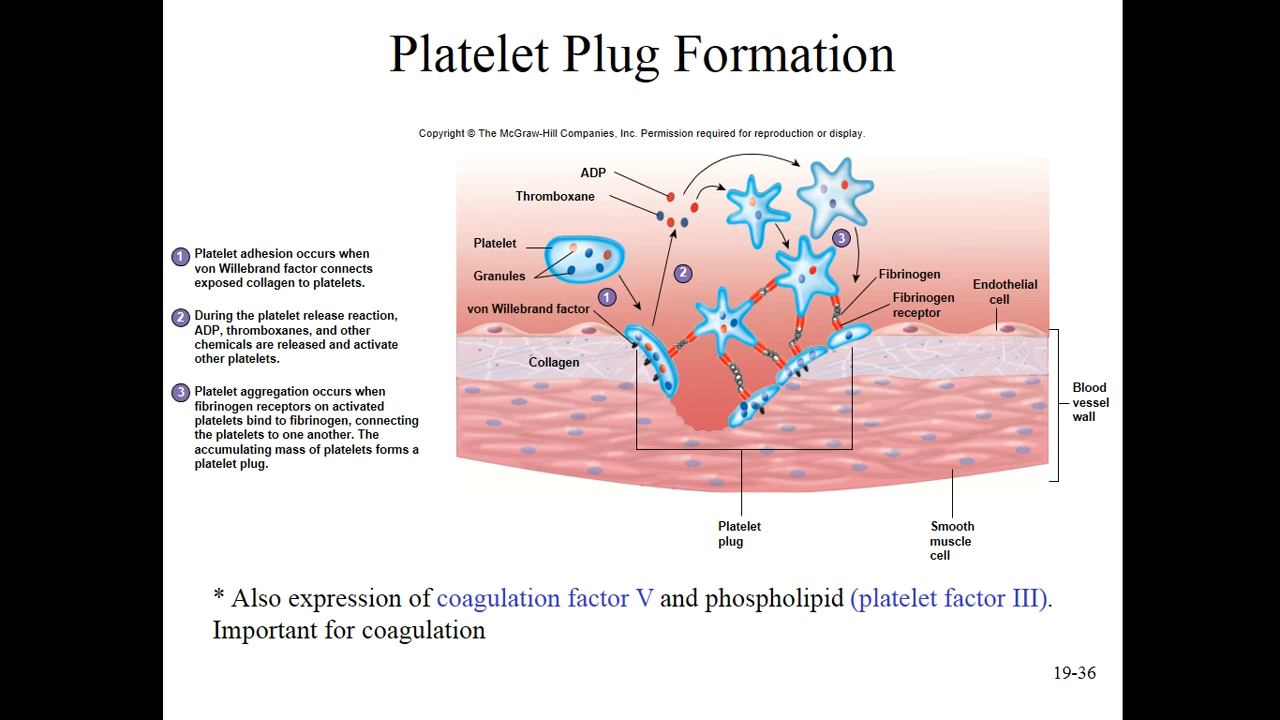 Platelet Plug Formation
Copyright © The McGraw-Hill Companies, Inc. Permission required for reproduction or display.
ADP
Thromboxane
Platelet
Granules
von Willebrand factor
Collagen
1
2
3
Fibrinogen
Fibrinogen
receptor
Endothelial
cell
Blood
vessel
wall
Platelet
plug
Smooth
muscle
cell
1 Platelet adhesion occurs when
von Willebrand factor connects
exposed collagen to platelets.
2 During the platelet release reaction,
ADP, thromboxanes, and other
chemicals are released and activate
other platelets.
3 Platelet aggregation occurs when
fibrinogen receptors on activated
platelets bind to fibrinogen, connecting
the platelets to one another. The
accumulating mass of platelets forms a
platelet plug.
* Also expression of coagulation factor V and phospholipid (platelet factor III).
Important for coagulation
19-36